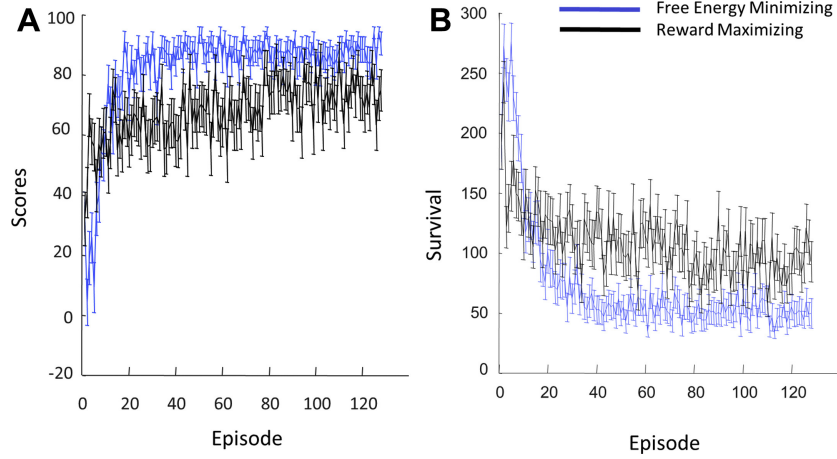 A
B
Free Energy Minimizing
Reward Maximizing
Scores
100
80
60
40
20
0
-20
0 20 40 60 80 100 120
Episode
Survival
300
250
200
150
100
50
0
0 20 40 60 80 100 120
Episode